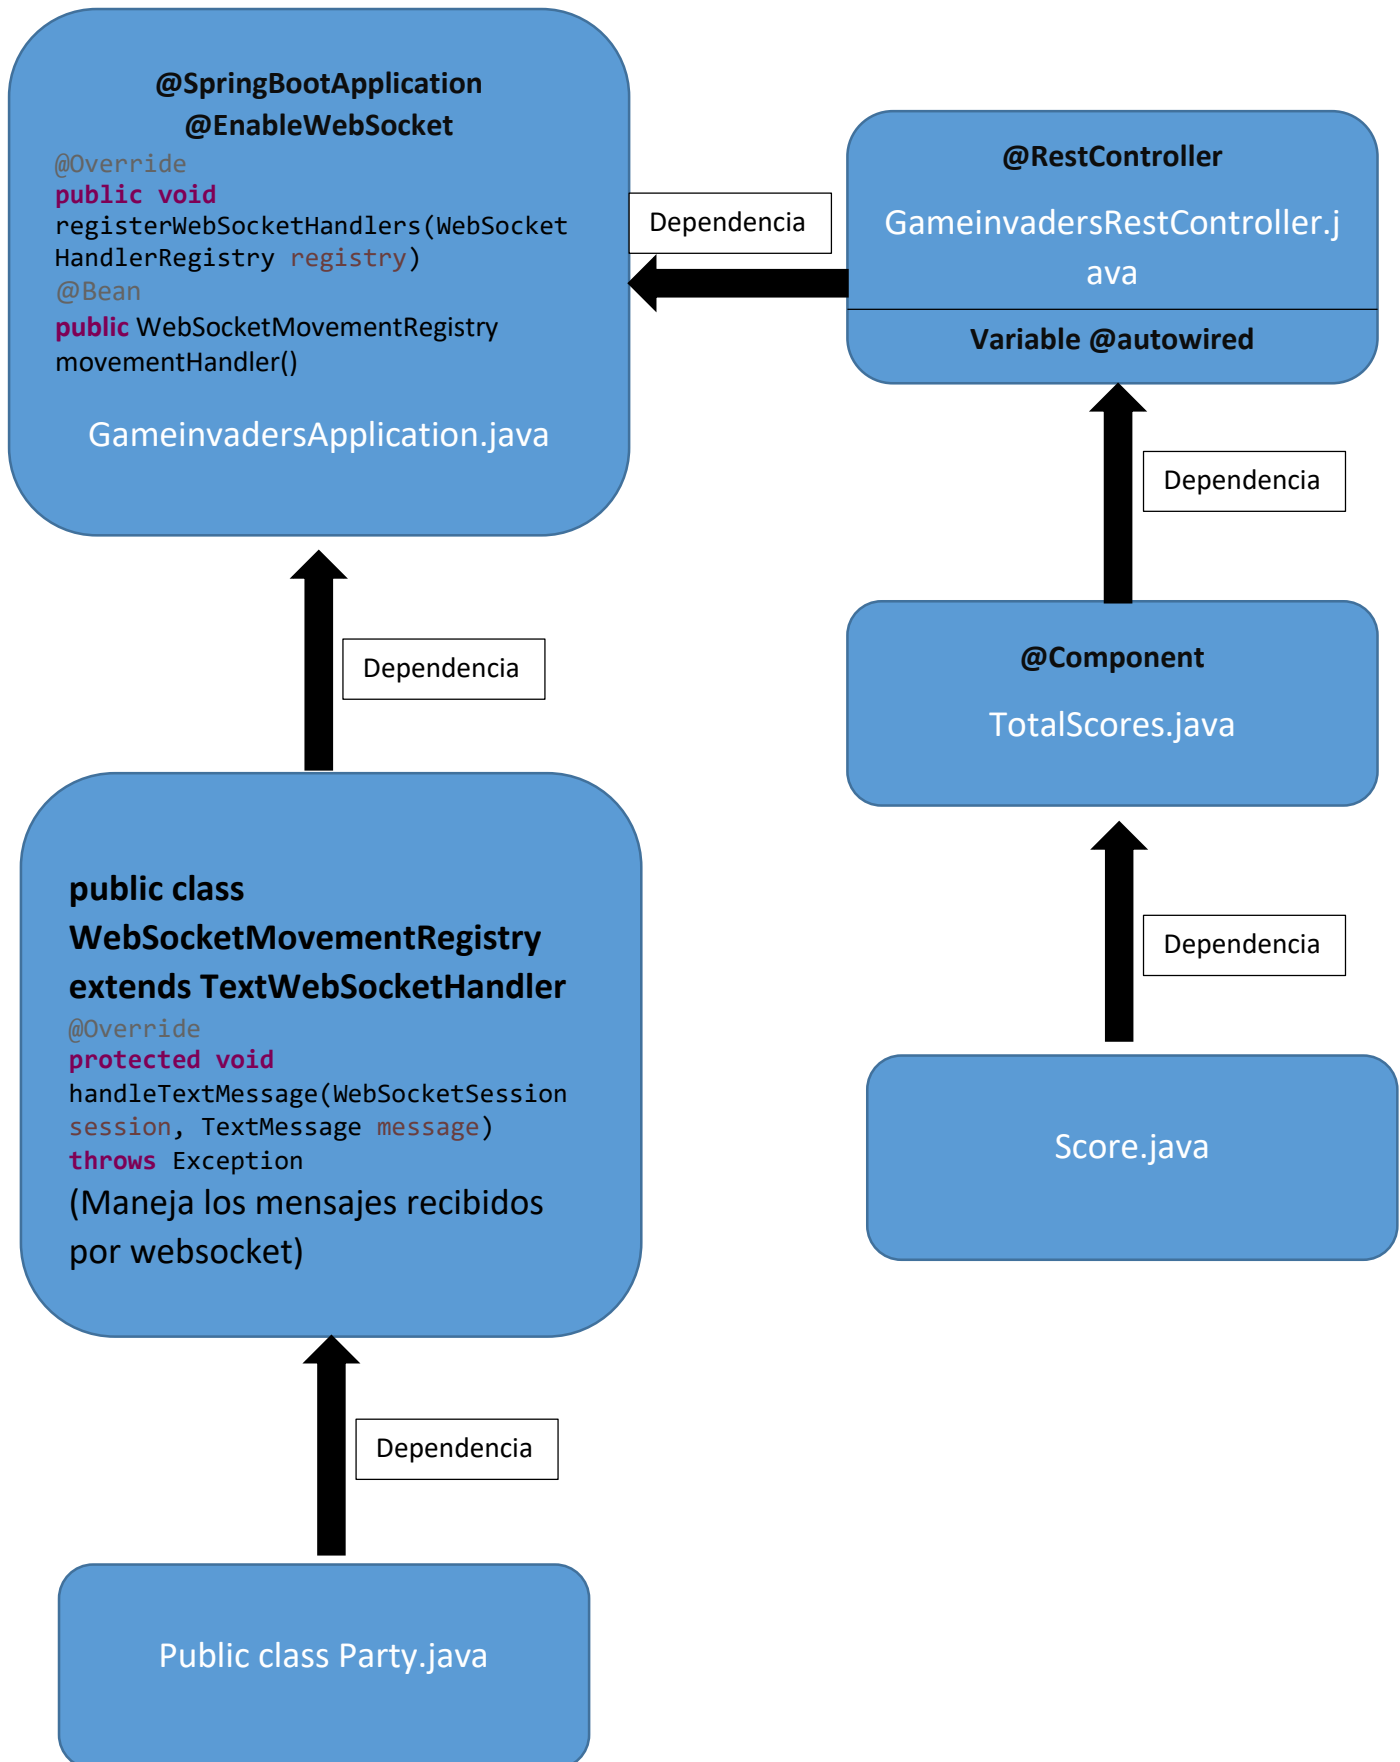 @SpringBootApplication
@EnableWebSocket
@Override
public void
registerWebSocketHandlers(WebSocket
HandlerRegistry registry)
@Bean
public WebSocketMovementRegistry
movementHandler()
GameinvadersApplication.java
Dependencia
@RestController
GameinvadersRestController.j
ava
Variable @autowired
Dependencia
Dependencia
@Component
TotalScores.java
public class
WebSocketMovementRegistry
extends TextWebSocketHandler
@Override
protected void
handleTextMessage(WebSocketSession
session, TextMessage message)
throws Exception
(Maneja los mensajes recibidos
por websocket)
Dependencia
Score.java
Dependencia
Public class Party.java